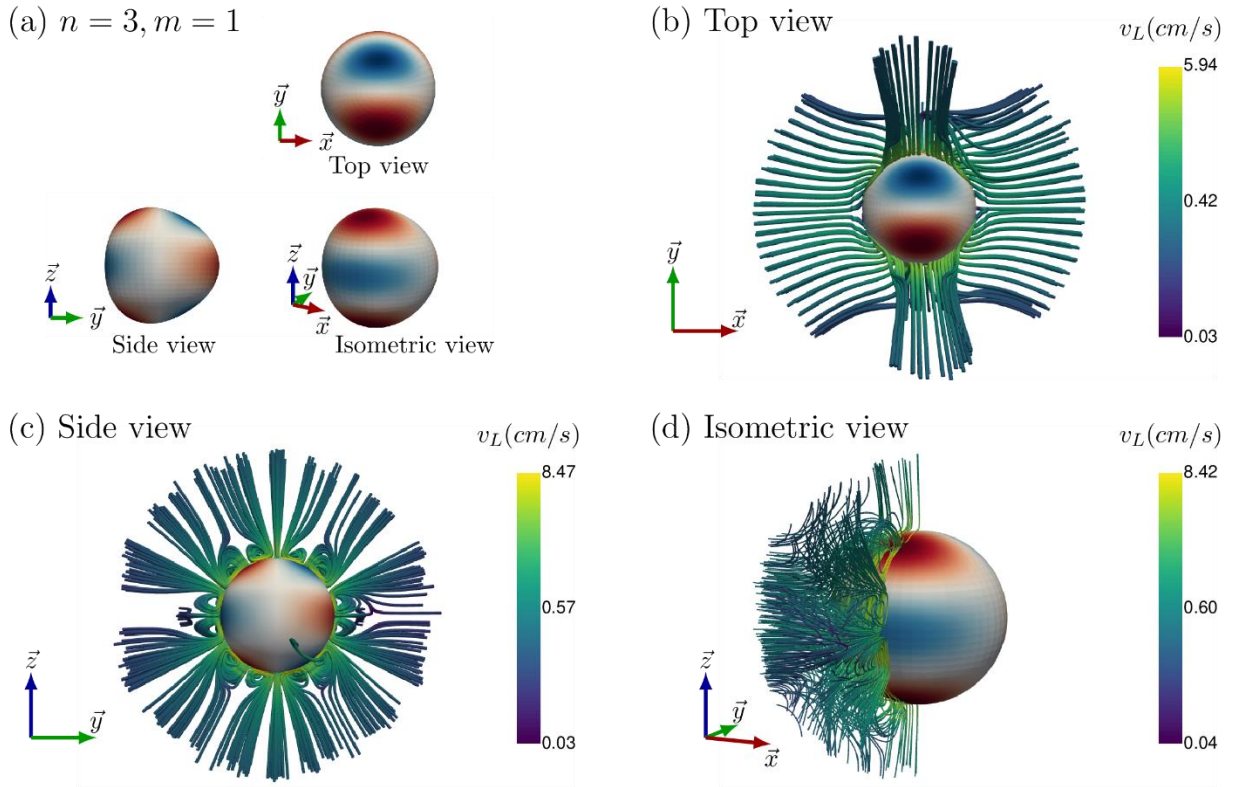 (a) n = 3, m = 1
y⃗
x⃗
Top view
z⃗
y⃗
Side view
z⃗
y⃗
x⃗
Isometric view
(b) Top view
v_L(cm/s)
5.94
0.42
0.03
y⃗
x⃗
(c) Side view
v_L(cm/s)
8.47
0.57
0.03
z⃗
y⃗
(d) Isometric view
v_L(cm/s)
8.42
0.60
0.04
z⃗
y⃗
x⃗